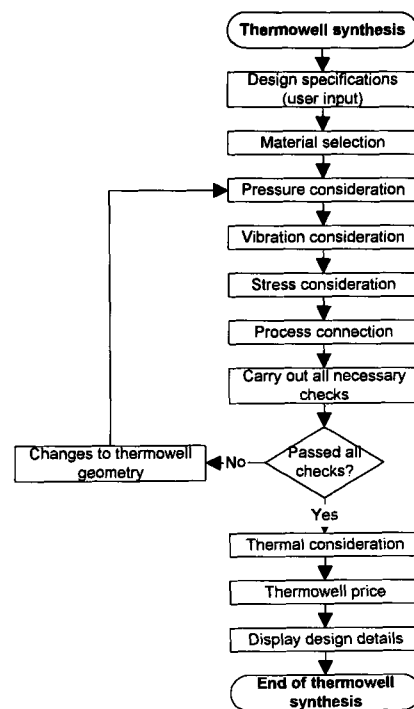 Thermowell synthesis
Design specifications
(user input)
Material selection
Pressure consideration
Vibration consideration
Stress consideration
Process connection
Carry out all necessary
checks
Passed all
checks?
No
Changes to thermowell
geometry
Yes
Thermal consideration
Thermowell price
Display design details
End of thermowell
synthesis